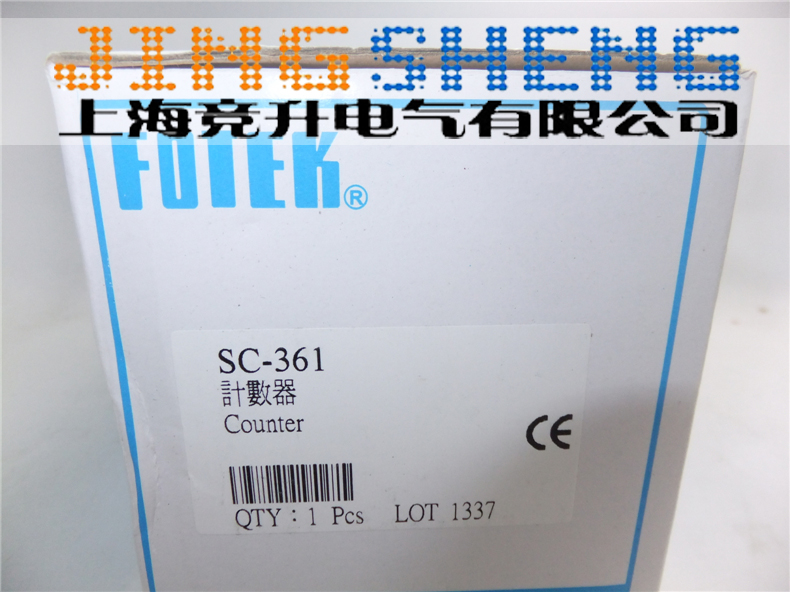 JINGSHENG
上海竞升电气有限公司
FOTEK®
SC-361
計數器
Counter
CE
QTY：1 Pcs LOT 1337